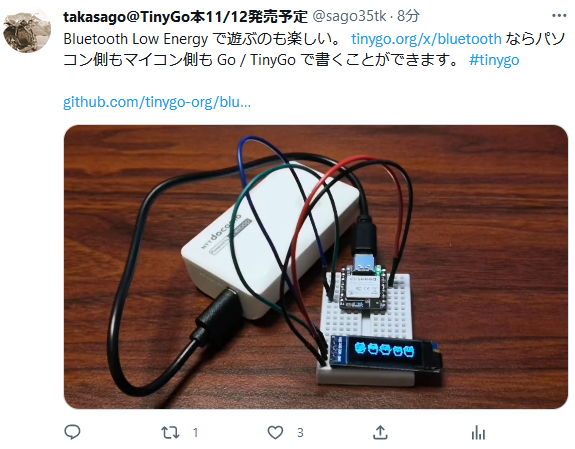 takasago@TinyGo本11/12発売予定 @sago35tk · 8分
Bluetooth Low Energy で遊ぶのも楽しい。 tinygo.org/x/bluetooth ならパソ
コン側もマイコン側も Go / TinyGo で書くことができます。 #tinygo
github.com/tinygo-org/blu…
NTT docomo
1
3